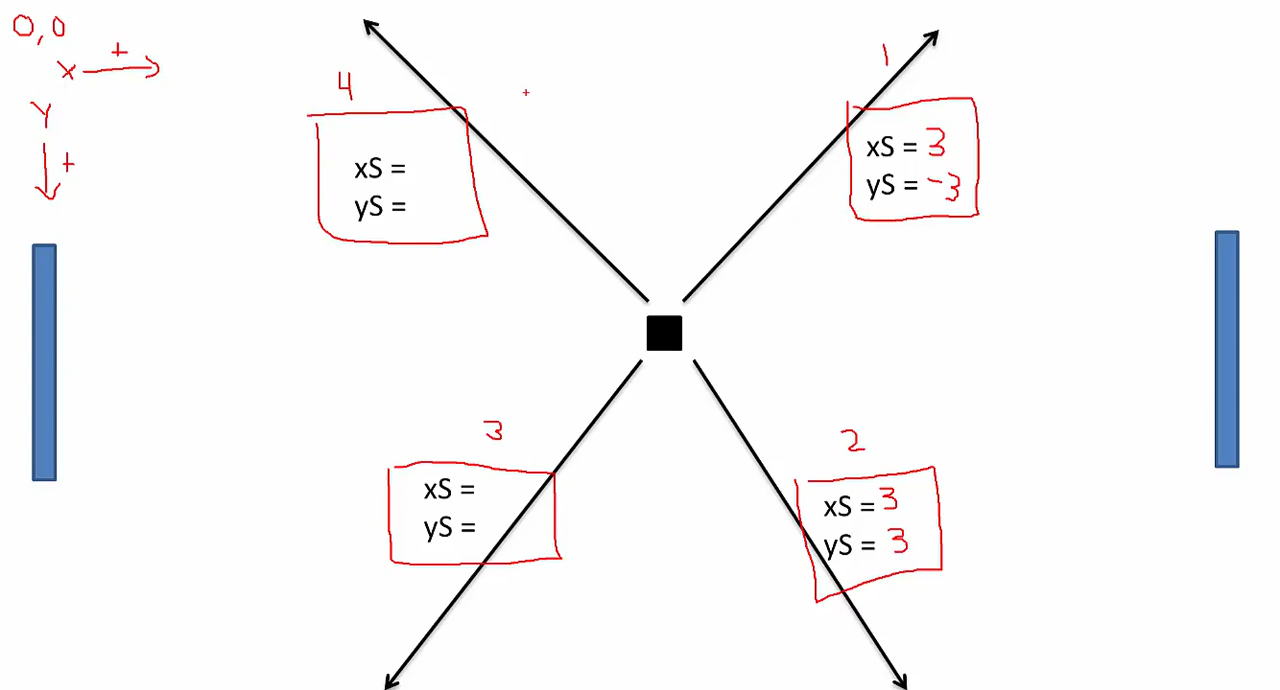 0,0
+
x
Y
+
4
xS =
yS =
1
xS = 3
yS = -3
3
xS =
yS =
2
xS = 3
yS = 3